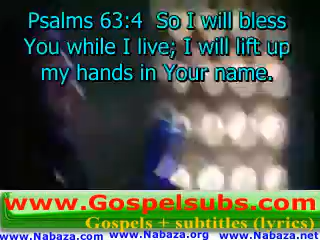 Psalms 63:4  So I will bless
You while I live; I will lift up
my hands in Your name.
www.Gospelsubs.com
Gospels + subtitles (lyrics)
www.Nabaza.com www.Nabaza.org www.Nabaza.net